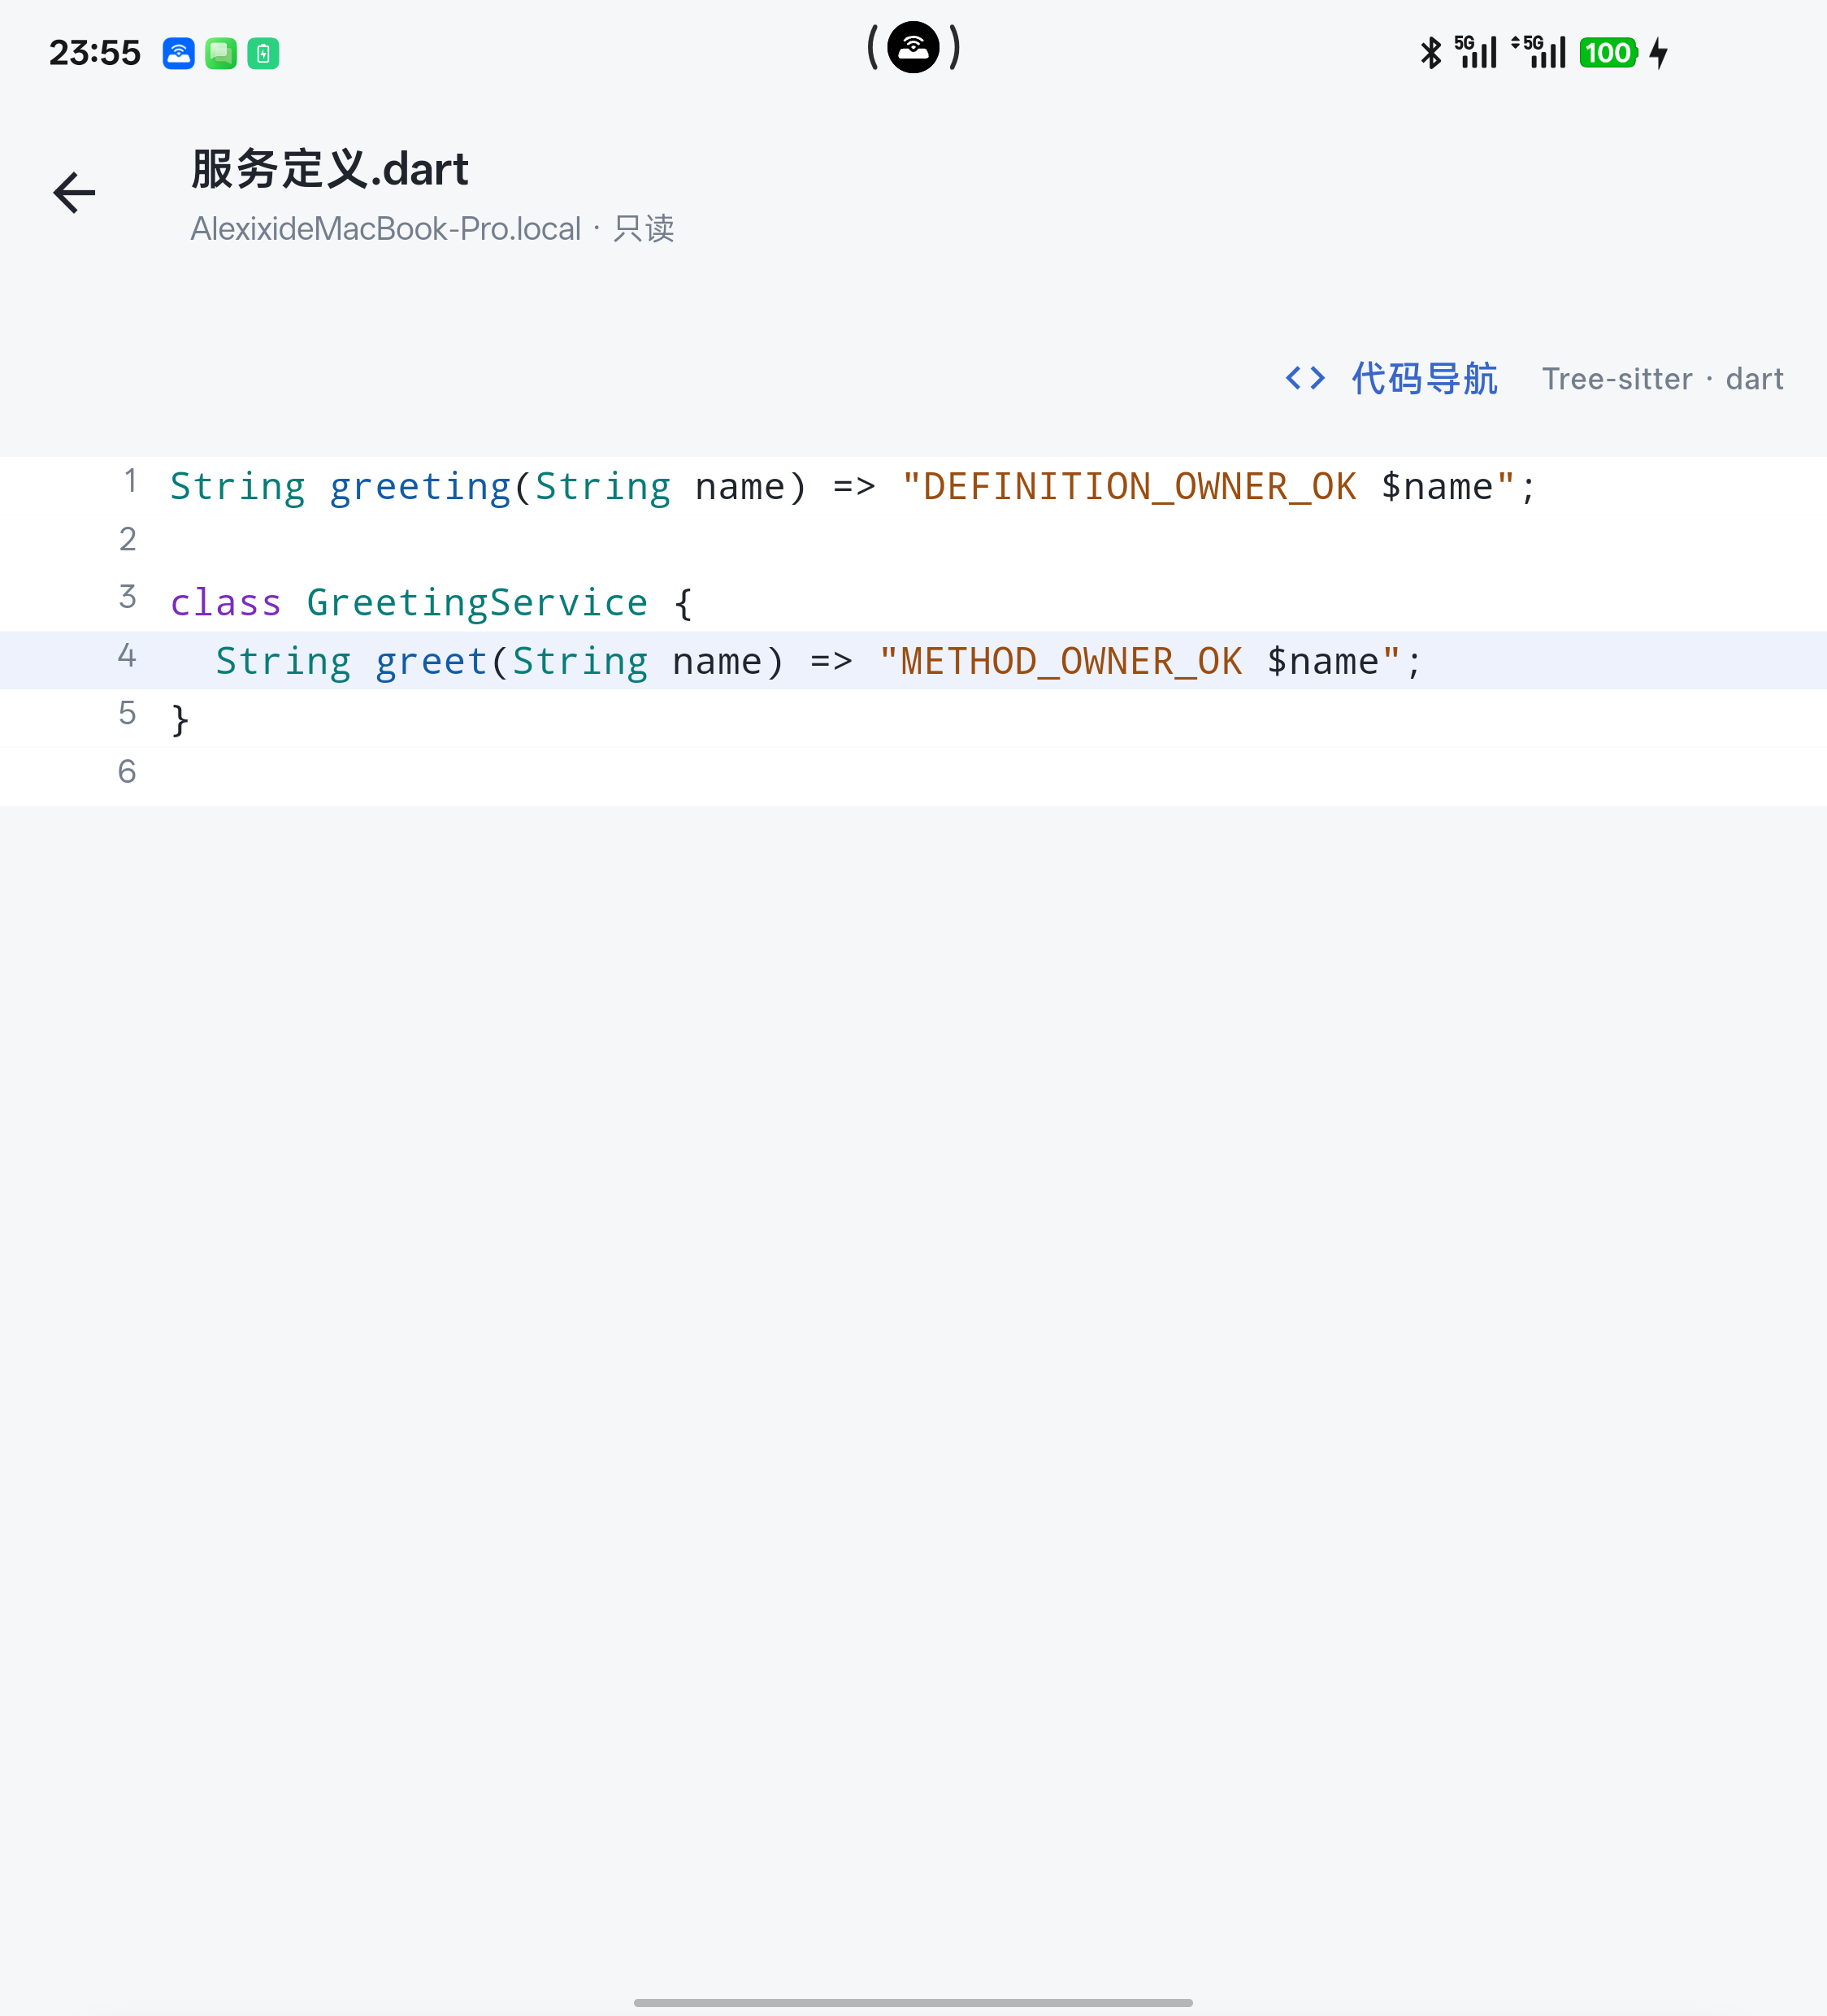 23:55
5G 5G 100
服务定义.dart
AlexixideMacBook-Pro.local · 只读
<> 代码导航 Tree-sitter · dart
1 String greeting(String name) => "DEFINITION_OWNER_OK $name";
2
3 class GreetingService {
4   String greet(String name) => "METHOD_OWNER_OK $name";
5 }
6